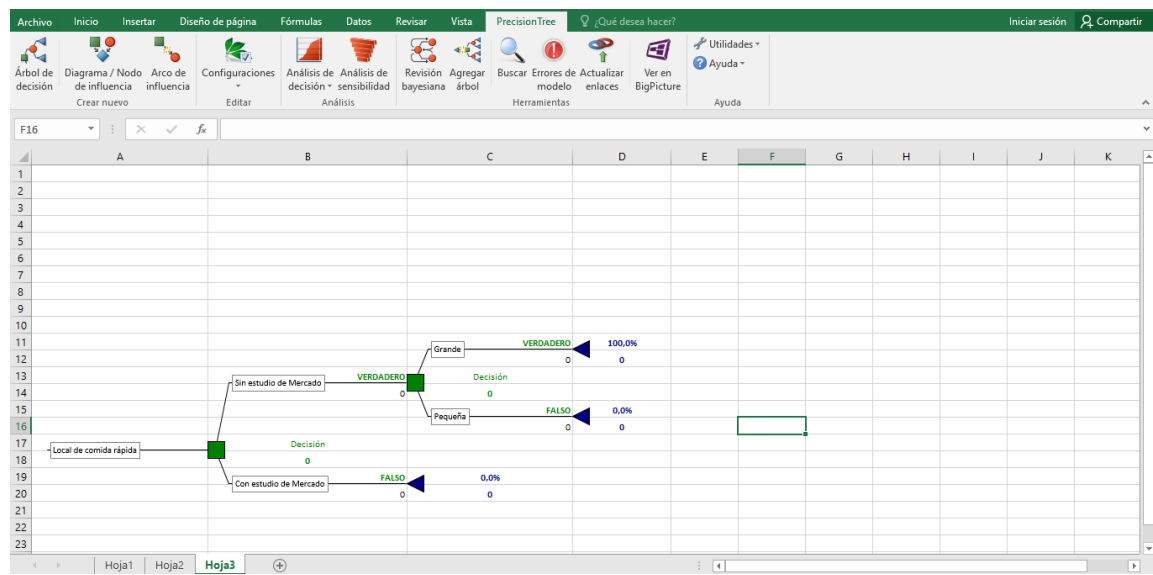 Archivo Inicio Insertar Diseño de página Fórmulas Datos Revisar Vista PrecisionTree ¿Qué desea hacer? Iniciar sesión Compartir
Árbol de decisión
Diagrama / Nodo de influencia
Arco de influencia
Crear nuevo
Configuraciones
Editar
Análisis de decisión
Análisis de sensibilidad
Análisis
Revisión bayesiana
Agregar árbol
Buscar
Errores de modelo
Actualizar enlaces
Ver en BigPicture
Herramientas
Utilidades
Ayuda
Ayuda
F16 fx
A B C D E F G H I J K
1
2
3
4
5
6
7
8
9
10
11 Grande VERDADERO 100,0%
12 0 0
13 Sin estudio de Mercado VERDADERO Decisión
14 0 0
15 Pequeña FALSO 0,0%
16 0 0
17 Local de comida rápida Decisión
18 0
19 Con estudio de Mercado FALSO 0,0%
20 0 0
21
22
23
Hoja1 Hoja2 Hoja3